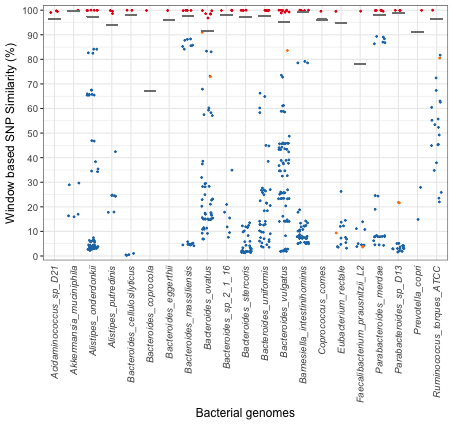 Window based SNP Similarity (%)
100
90
80
70
60
50
40
30
20
10
0
Acidaminococcus_sp_D21
Akkermansia_muciniphila
Alistipes_onderdonkii
Alistipes_putredinis
Bacteroides_cellulosilyticus
Bacteroides_coprocola
Bacteroides_eggerthii
Bacteroides_massiliensis
Bacteroides_ovatus
Bacteroides_sp_2_1_16
Bacteroides_stercoris
Bacteroides_uniformis
Bacteroides_vulgatus
Barnesiella_intestinihominis
Coprococcus_comes
Eubacterium_rectale
Faecalibacterium_prausnitzii_L2
Parabacteroides_merdae
Parabacteroides_sp_D13
Prevotella_copri
Ruminococcus_torques_ATCC
Bacterial genomes